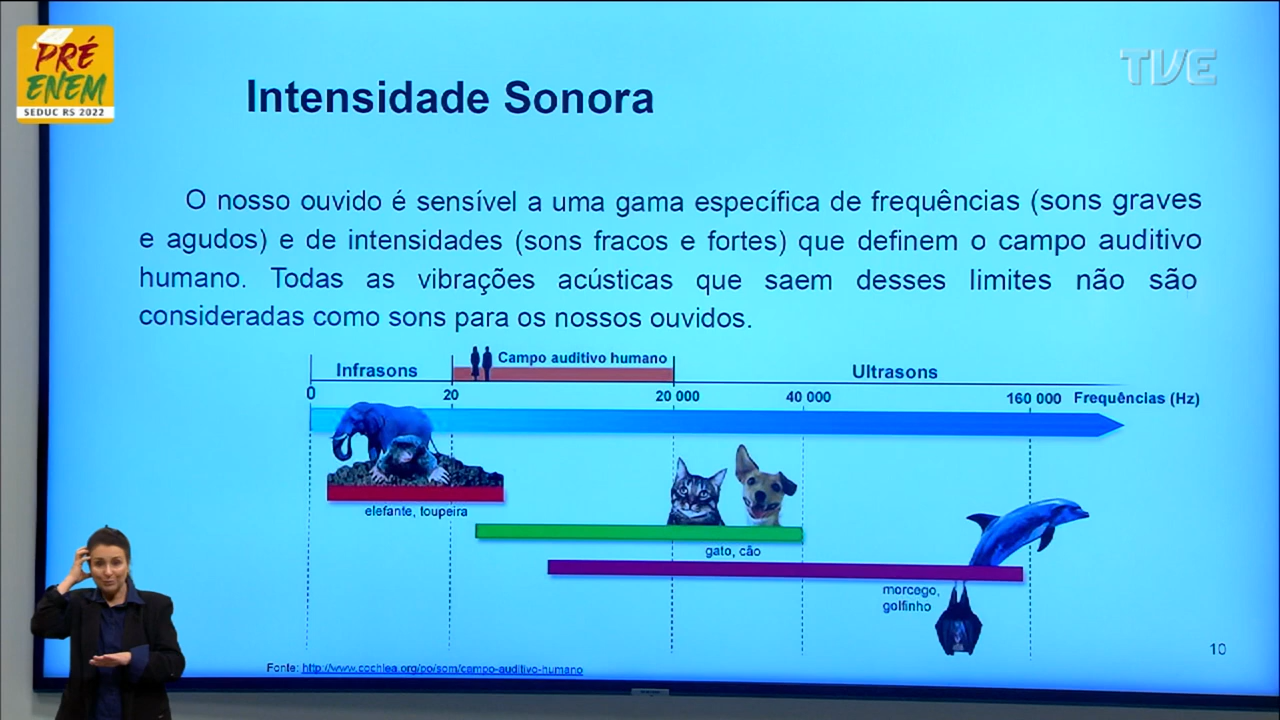 PRÉ
ENEM
SEDUC RS 2022
TVE
Intensidade Sonora
O nosso ouvido é sensível a uma gama específica de frequências (sons graves
e agudos) e de intensidades (sons fracos e fortes) que definem o campo auditivo
humano. Todas as vibrações acústicas que saem desses limites não são
consideradas como sons para os nossos ouvidos.
Infrasons
Campo auditivo humano
Ultrasons
0
20
20 000
40 000
160 000
Frequências (Hz)
elefante, toupeira
gato, cão
morcego,
golfinho
Fonte: http://www.cochlea.org/po/som/campo-auditivo-humano
10